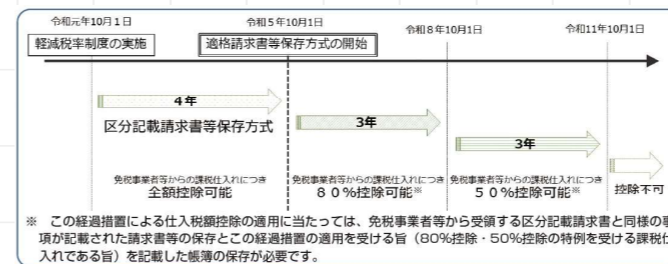 令和元年10月1日
令和5年10月1日
令和8年10月1日
令和11年10月1日
軽減税率制度の実施
適格請求書等保存方式の開始
4年
区分記載請求書等保存方式
3年
3年
免税事業者等からの課税仕入れにつき
全額控除可能
免税事業者等からの課税仕入れにつき
80%控除可能※
免税事業者等からの課税仕入れにつき
50%控除可能※
控除不可
※ この経過措置による仕入税額控除の適用に当たっては、免税事業者等から受領する区分記載請求書と同様の事
項が記載された請求書等の保存とこの経過措置の適用を受ける旨（80%控除・50%控除の特例を受ける課税仕
入れである旨）を記載した帳簿の保存が必要です。